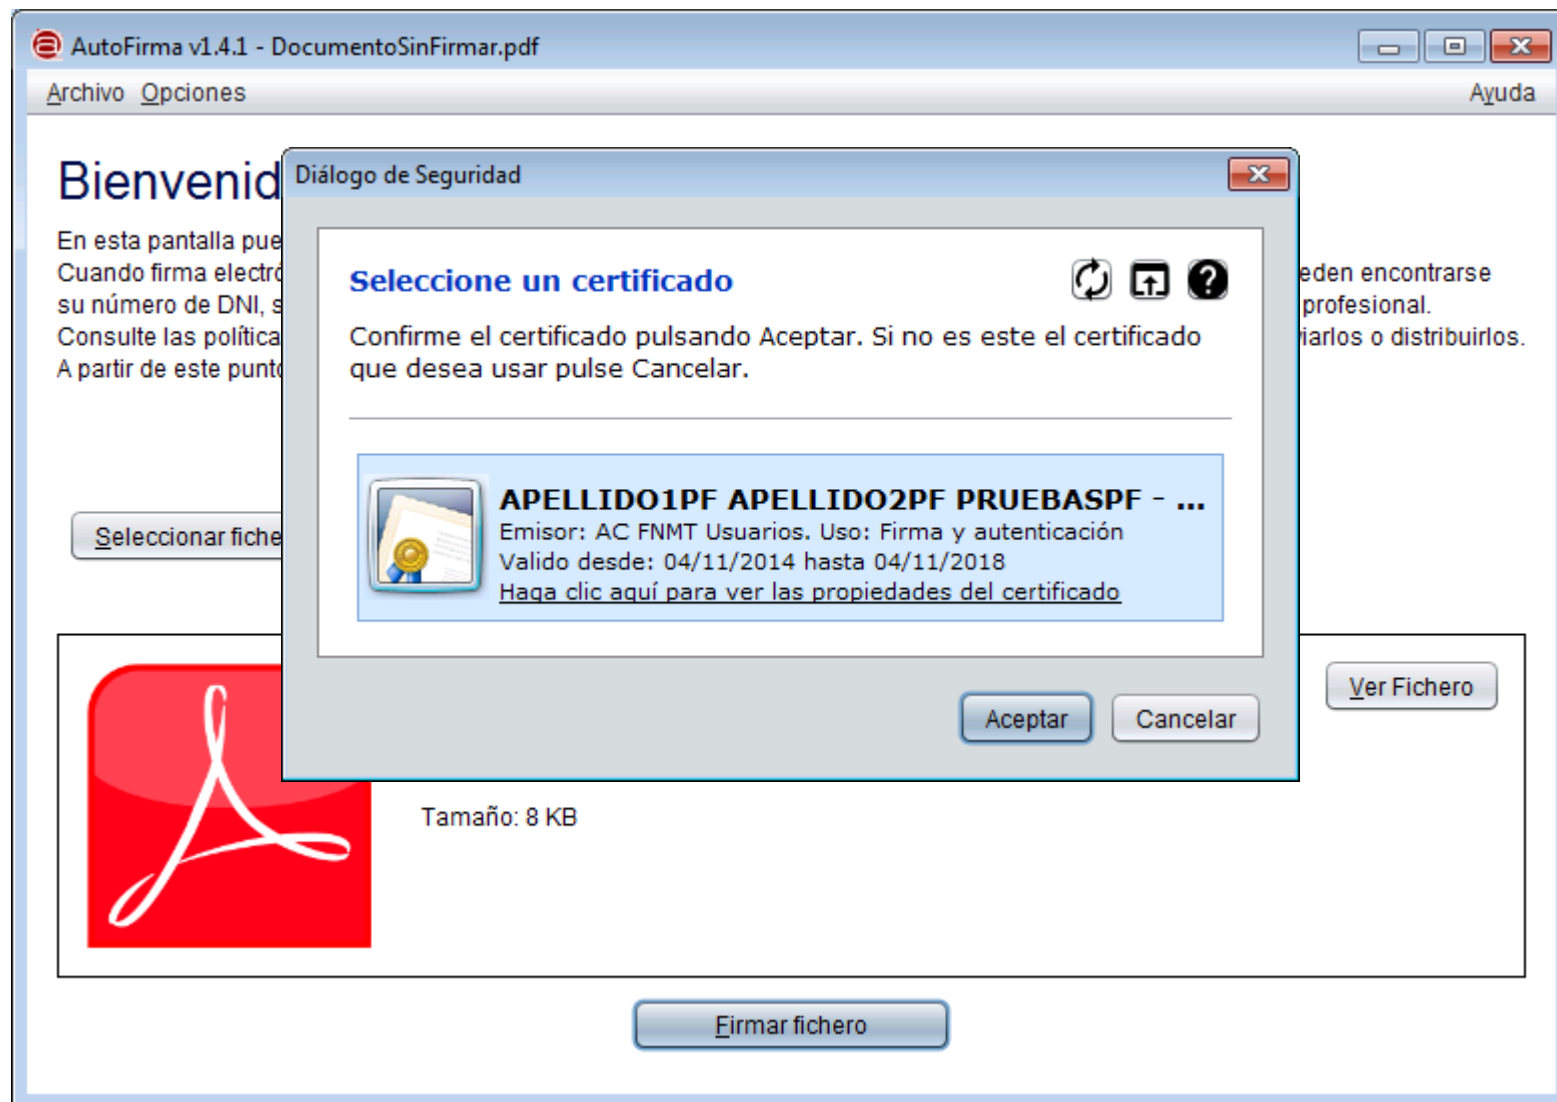 AutoFirma v1.4.1 - DocumentoSinFirmar.pdf
Archivo Opciones Ayuda
Bienvenid
Diálogo de Seguridad
En esta pantalla pue
Cuando firma electró
eden encontrarse
su número de DNI, s
profesional.
Consulte las política
iarlos o distribuirlos.
A partir de este punto
Seleccione un certificado
Confirme el certificado pulsando Aceptar. Si no es este el certificado
que desea usar pulse Cancelar.
APELLIDO1PF APELLIDO2PF PRUEBASPF - ...
Emisor: AC FNMT Usuarios. Uso: Firma y autenticación
Valido desde: 04/11/2014 hasta 04/11/2018
Haga clic aquí para ver las propiedades del certificado
Seleccionar fiche
Aceptar Cancelar
Ver Fichero
Tamaño: 8 KB
Firmar fichero